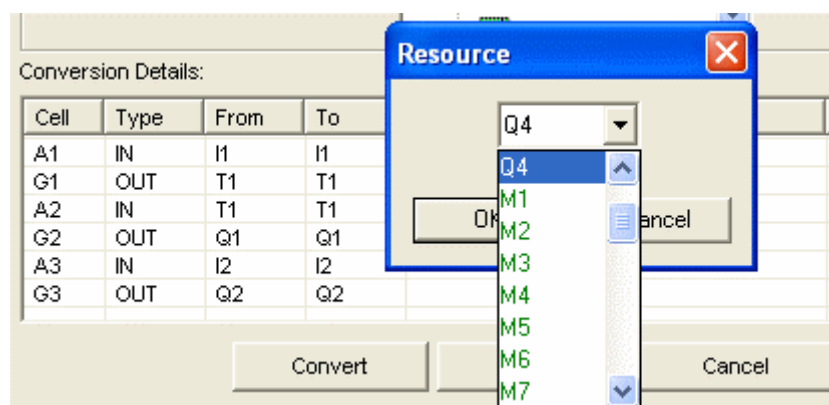 Resource
Conversion Details:
Cell Type From To
Q4
A1 IN I1 I1
Q4
G1 OUT T1 T1
M1
A2 IN T1 T1
OK ancel
M2
G2 OUT Q1 Q1
M3
A3 IN I2 I2
M4
G3 OUT Q2 Q2
M5
Convert M6 Cancel
M7